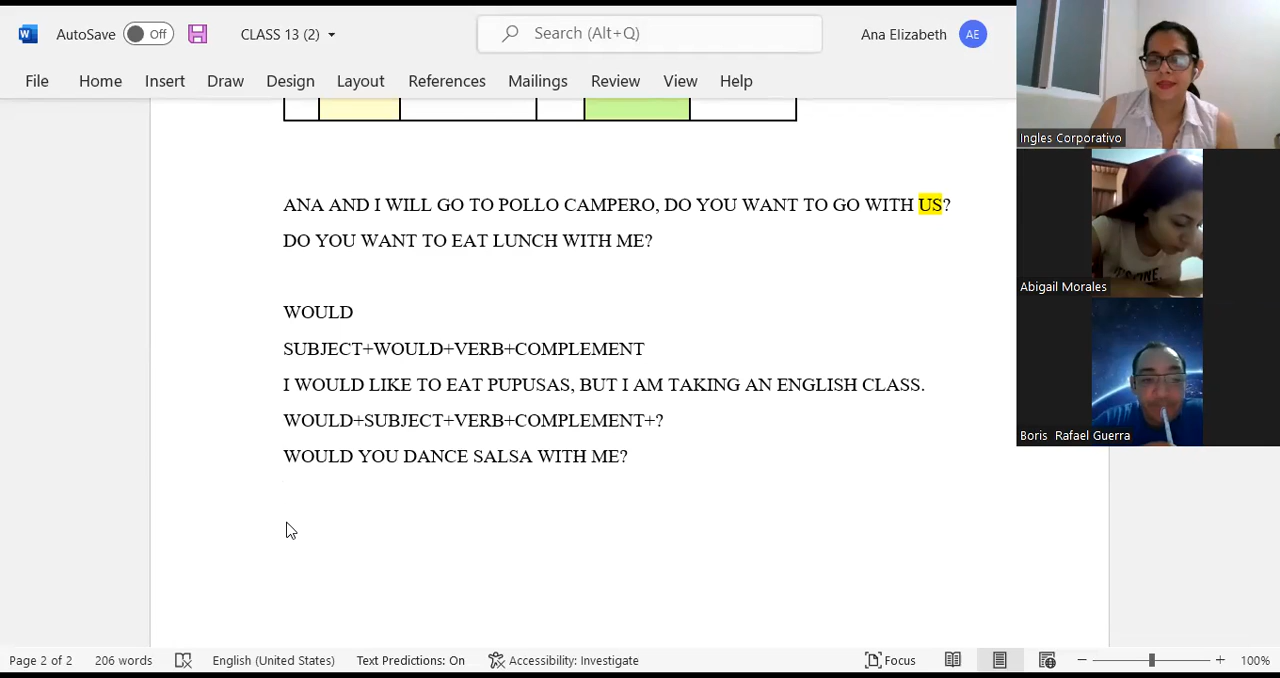 AutoSave Off CLASS 13 (2) Search (Alt+Q) Ana Elizabeth AE
File Home Insert Draw Design Layout References Mailings Review View Help
ANA AND I WILL GO TO POLLO CAMPERO, DO YOU WANT TO GO WITH US?
DO YOU WANT TO EAT LUNCH WITH ME?
WOULD
SUBJECT+WOULD+VERB+COMPLEMENT
I WOULD LIKE TO EAT PUPUSAS, BUT I AM TAKING AN ENGLISH CLASS.
WOULD+SUBJECT+VERB+COMPLEMENT+?
WOULD YOU DANCE SALSA WITH ME?
Ingles Corporativo
Abigail Morales
Boris Rafael Guerra
Page 2 of 2 206 words English (United States) Text Predictions: On Accessibility: Investigate Focus 100%